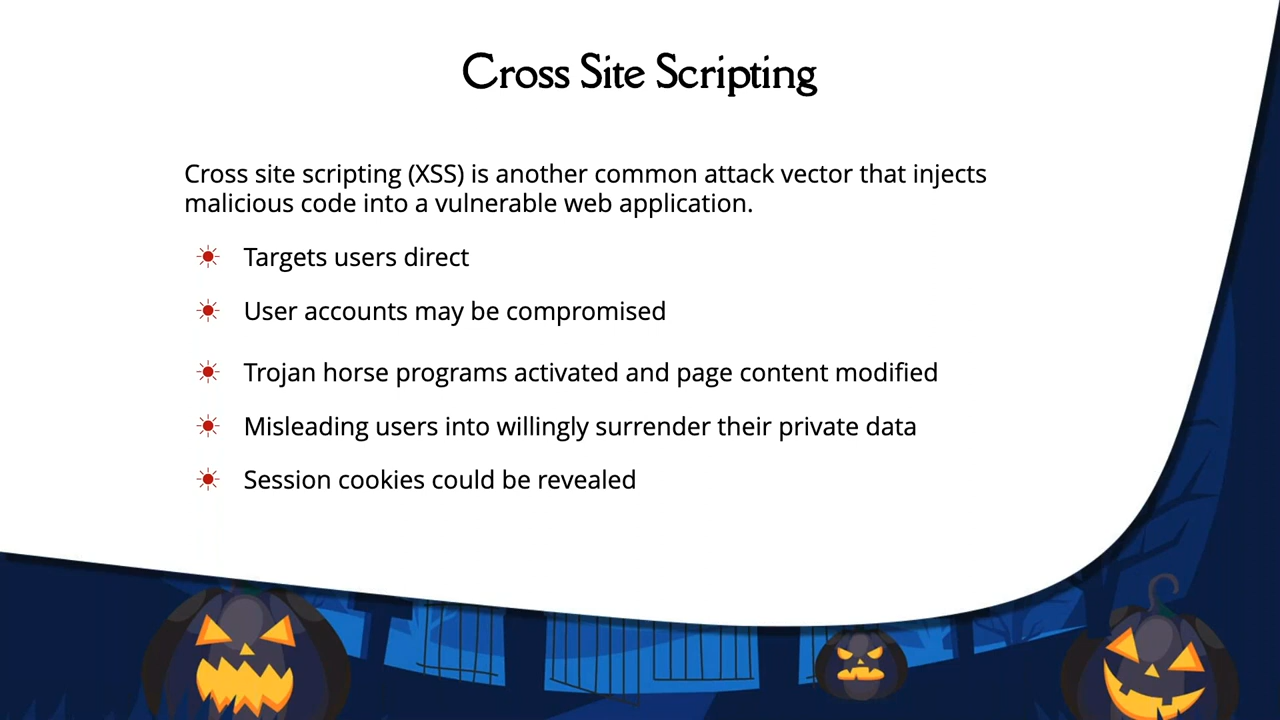 Cross Site Scripting
Cross site scripting (XSS) is another common attack vector that injects
malicious code into a vulnerable web application.
Targets users direct
User accounts may be compromised
Trojan horse programs activated and page content modified
Misleading users into willingly surrender their private data
Session cookies could be revealed